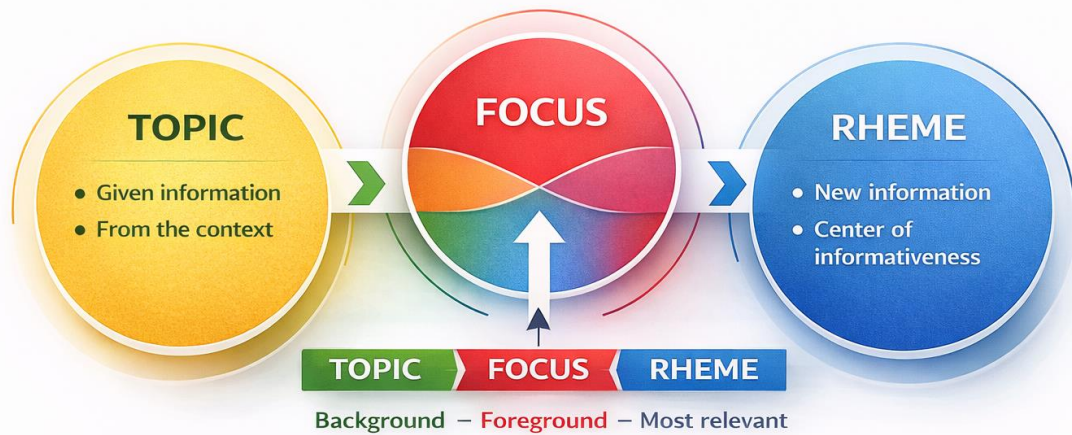 TOPIC
• Given information
• From the context
FOCUS
RHEME
• New information
• Center of
informativeness
TOPIC FOCUS RHEME
Background – Foreground – Most relevant